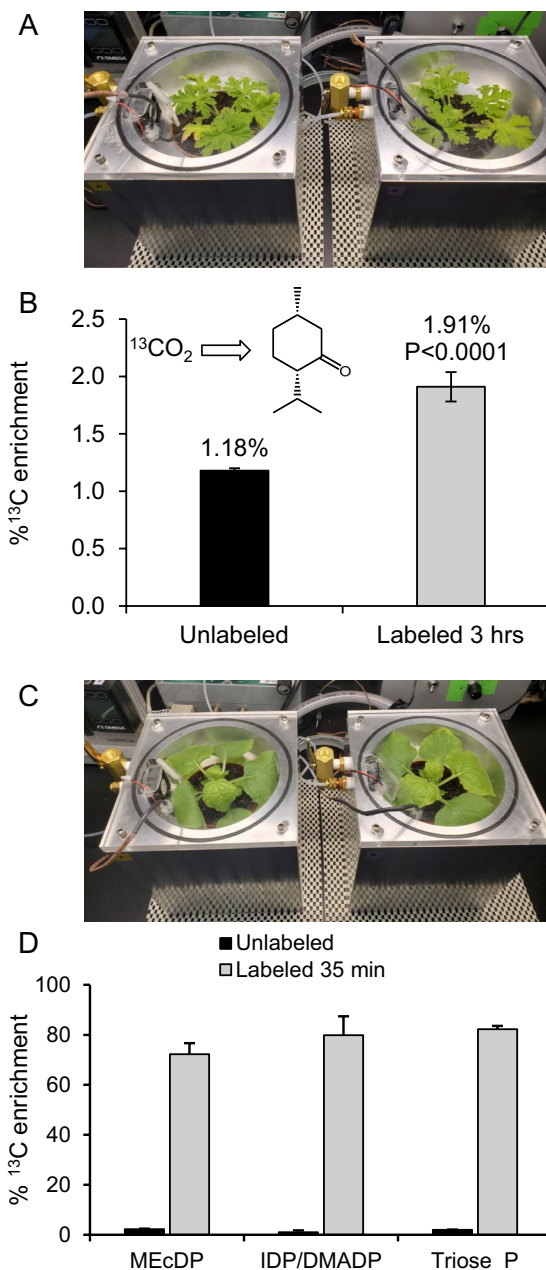 A
Ω OMEGA
B
2.5
2.0
1.5
1.0
0.5
0.0
%¹³C enrichment
¹³CO₂
O
1.18%
1.91%
P<0.0001
Unlabeled
Labeled 3 hrs
C
Ω OMEGA
D
Unlabeled
Labeled 35 min
100
80
60
40
20
0
% ¹³C enrichment
MEcDP
IDP/DMADP
Triose P